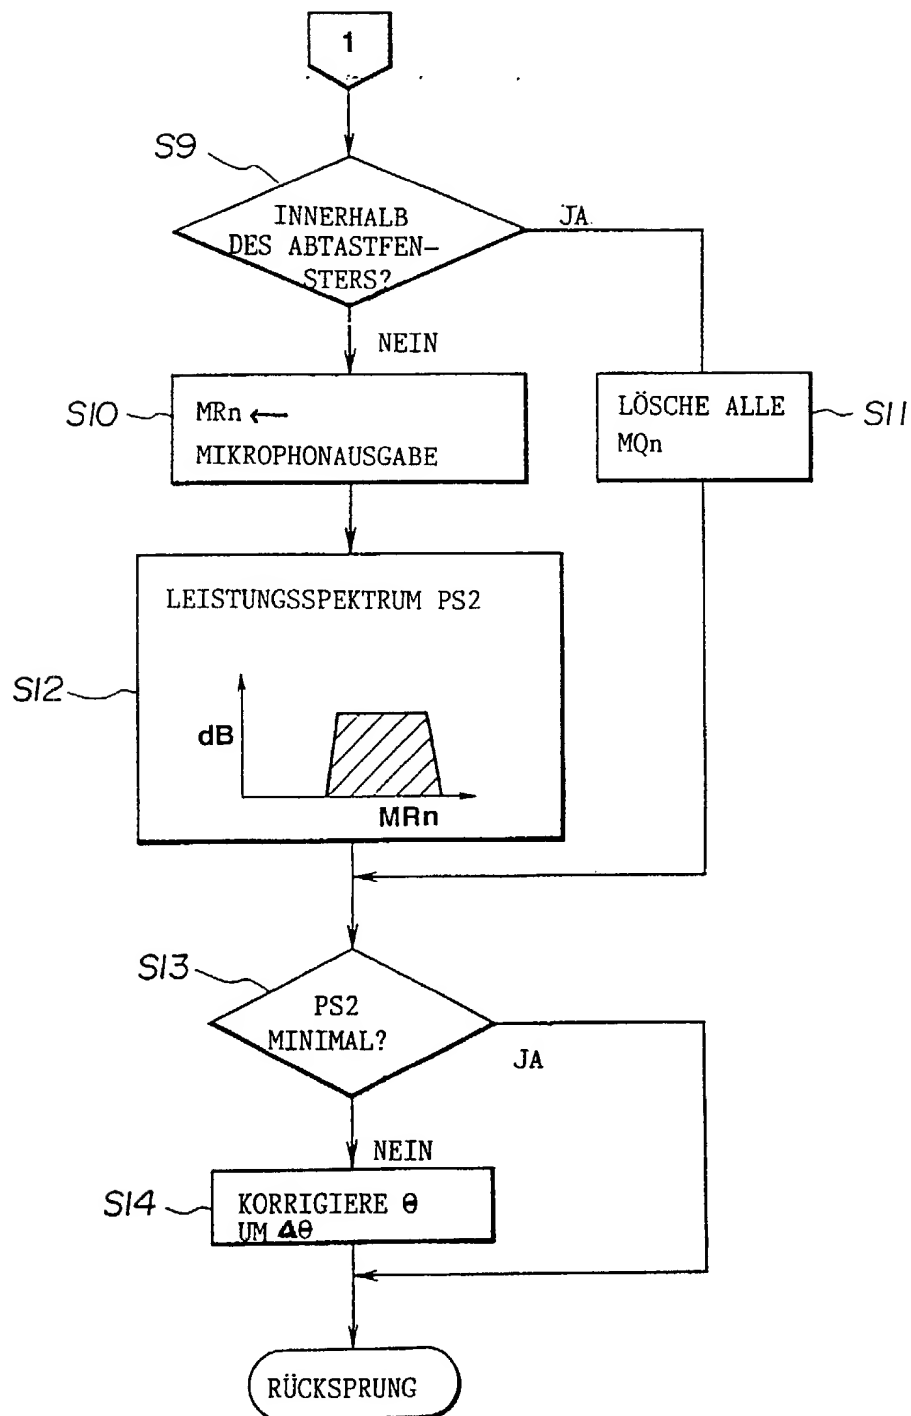 1
S9
INNERHALB
DES ABTASTFEN-
STERS?
JA
NEIN
S10
MRn ←
MIKROPHONAUSGABE
LÖSCHE ALLE
MQn
S11
LEISTUNGSSPEKTRUM PS2
S12
dB
MRn
S13
PS2
MINIMAL?
JA
NEIN
S14
KORRIGIERE θ
UM Δθ
RÜCKSPRUNG